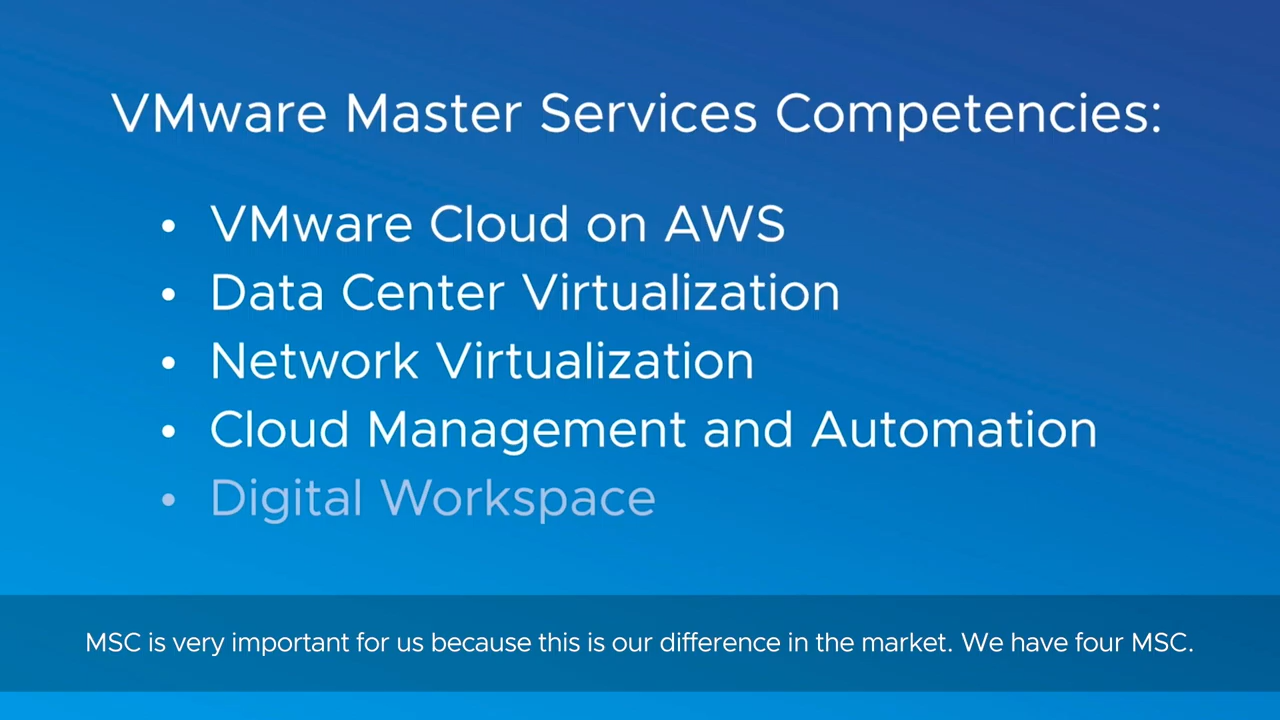 VMware Master Services Competencies:
• VMware Cloud on AWS
• Data Center Virtualization
• Network Virtualization
• Cloud Management and Automation
• Digital Workspace
MSC is very important for us because this is our difference in the market. We have four MSC.